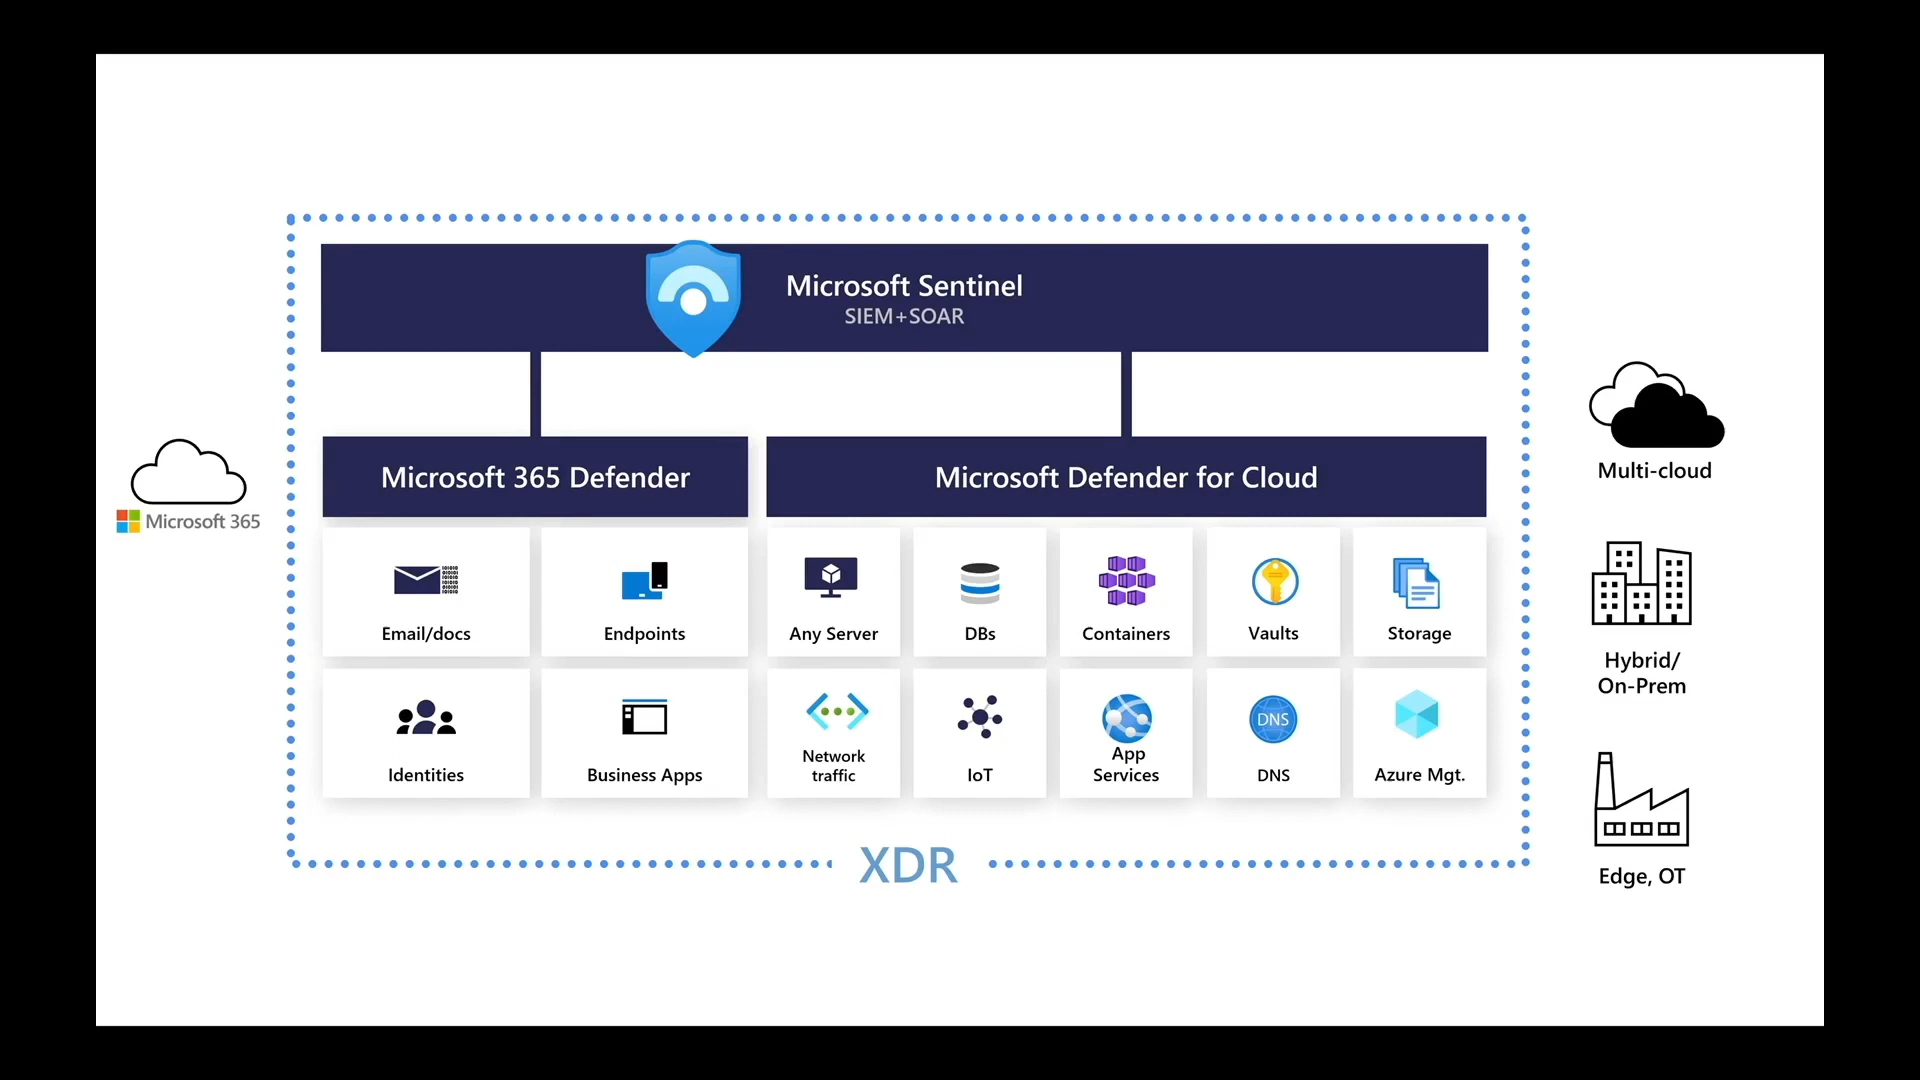 Microsoft Sentinel
SIEM+SOAR
Microsoft 365
Microsoft 365 Defender
Microsoft Defender for Cloud
Email/docs
Endpoints
Any Server
DBs
Containers
Vaults
Storage
Identities
Business Apps
Network
traffic
IoT
App
Services
DNS
DNS
Azure Mgt.
XDR
Multi-cloud
Hybrid/
On-Prem
Edge, OT